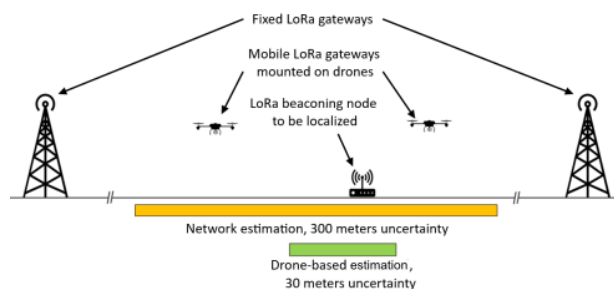 Fixed LoRa gateways
Mobile LoRa gateways
mounted on drones
LoRa beaconing node
to be localized
Network estimation, 300 meters uncertainty
Drone-based estimation,
30 meters uncertainty